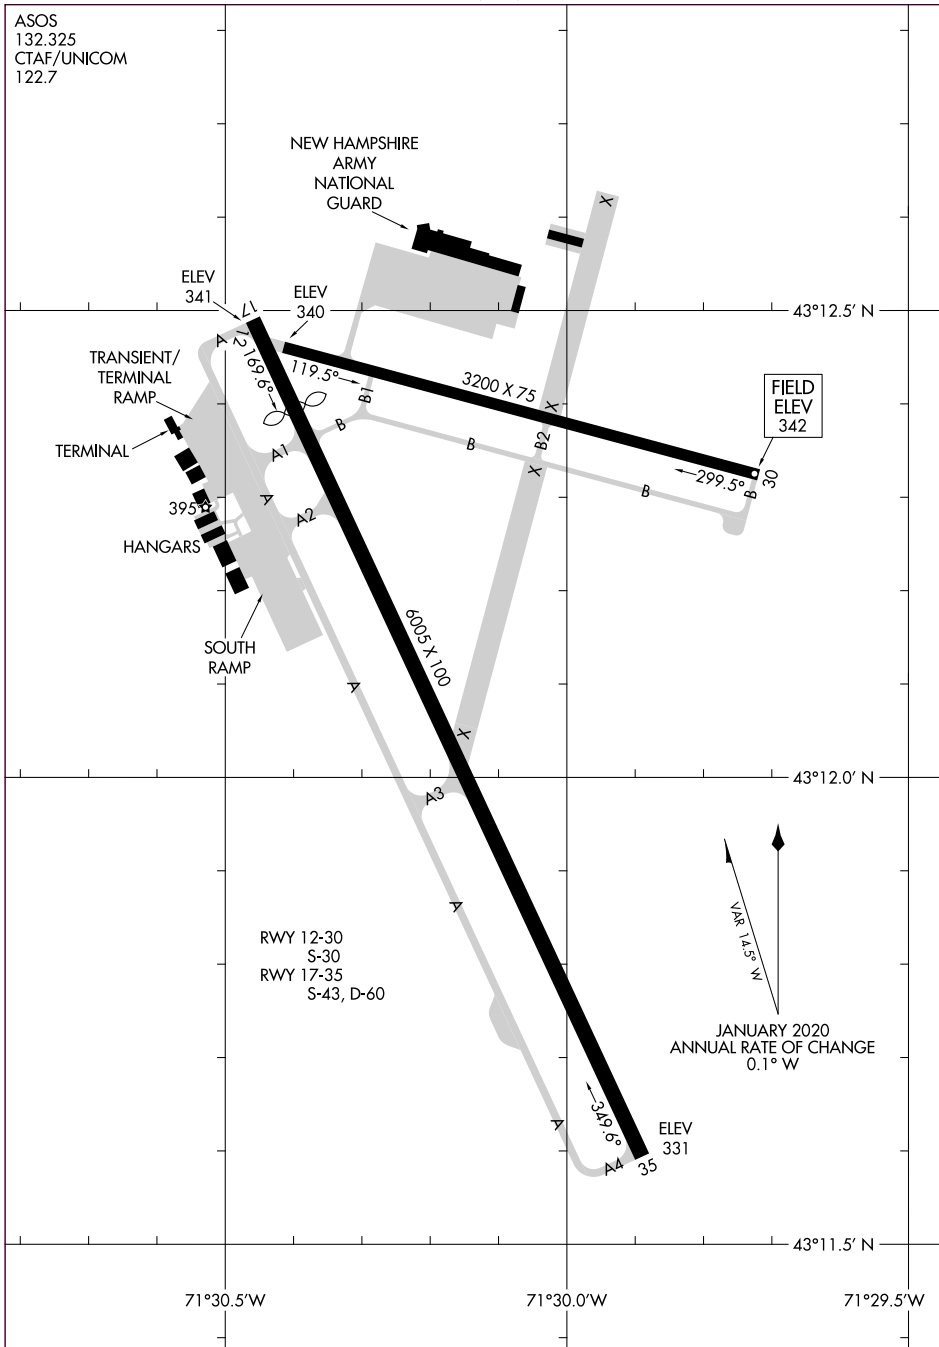 ASOS
132.325
CTAF/UNICOM
122.7
NEW HAMPSHIRE
ARMY
NATIONAL
GUARD
X
ELEV
341
ELEV
340
17
43°12.5' N
A
12
169.6°
TRANSIENT/
TERMINAL
RAMP
119.5°
3200 X 75
FIELD
ELEV
342
B1
X
B
TERMINAL
A1
B
B2
X
299.5°
30
B
B
A
395
A2
HANGARS
6005 X 100
SOUTH
RAMP
A
X
43°12.0' N
A3
A
VAR 14.5° W
RWY 12-30
S-30
RWY 17-35
S-43, D-60
JANUARY 2020
ANNUAL RATE OF CHANGE
0.1° W
A
349.6°
ELEV
331
A4
35
43°11.5' N
71°30.5'W
71°30.0'W
71°29.5'W